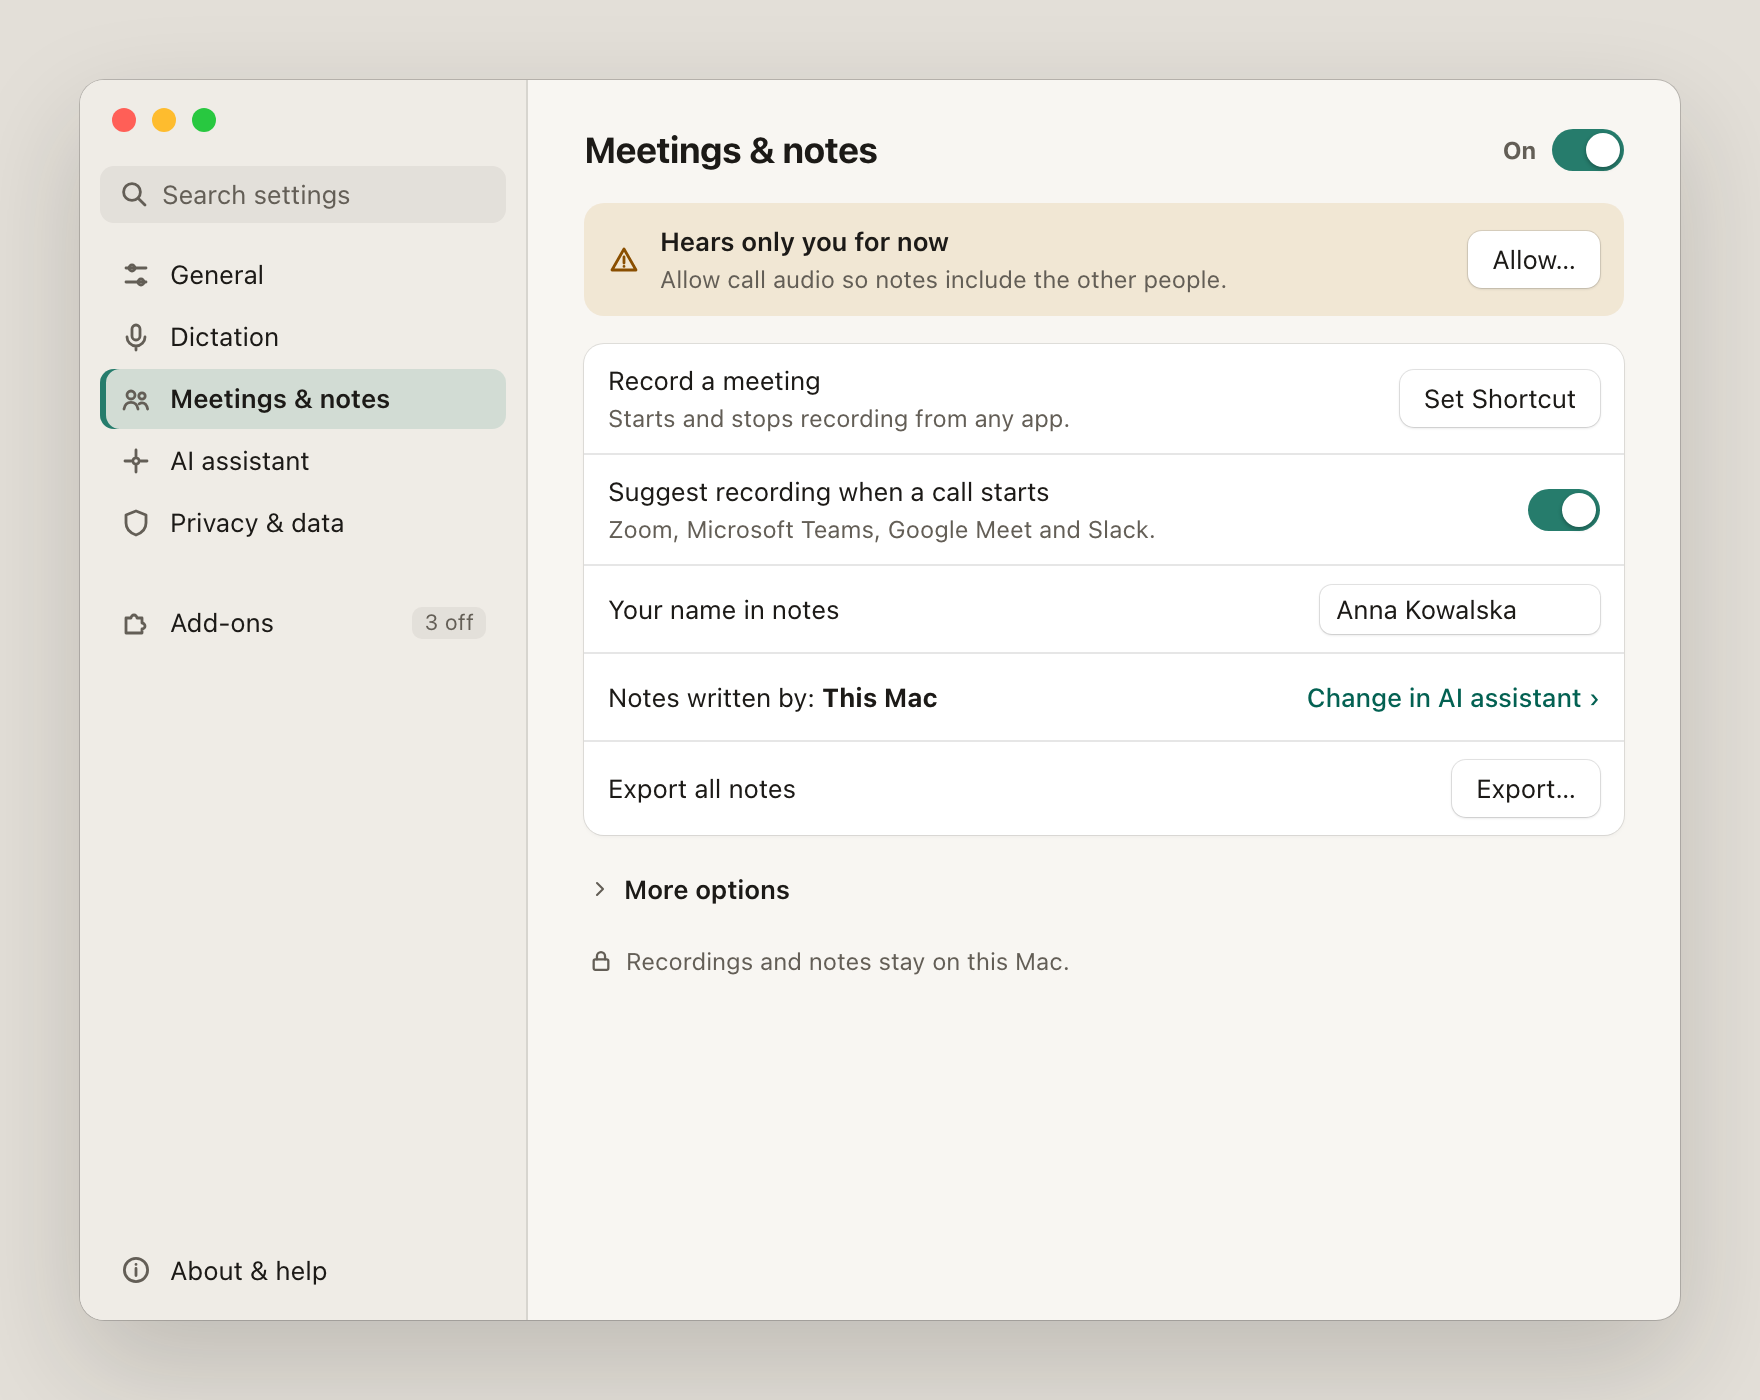 Search settings
General
Dictation
Meetings & notes
AI assistant
Privacy & data
Add-ons
3 off
About & help
Meetings & notes
On
Hears only you for now
Allow call audio so notes include the other people.
Allow...
Record a meeting
Starts and stops recording from any app.
Set Shortcut
Suggest recording when a call starts
Zoom, Microsoft Teams, Google Meet and Slack.
Your name in notes
Anna Kowalska
Notes written by: This Mac
Change in AI assistant ›
Export all notes
Export...
More options
Recordings and notes stay on this Mac.